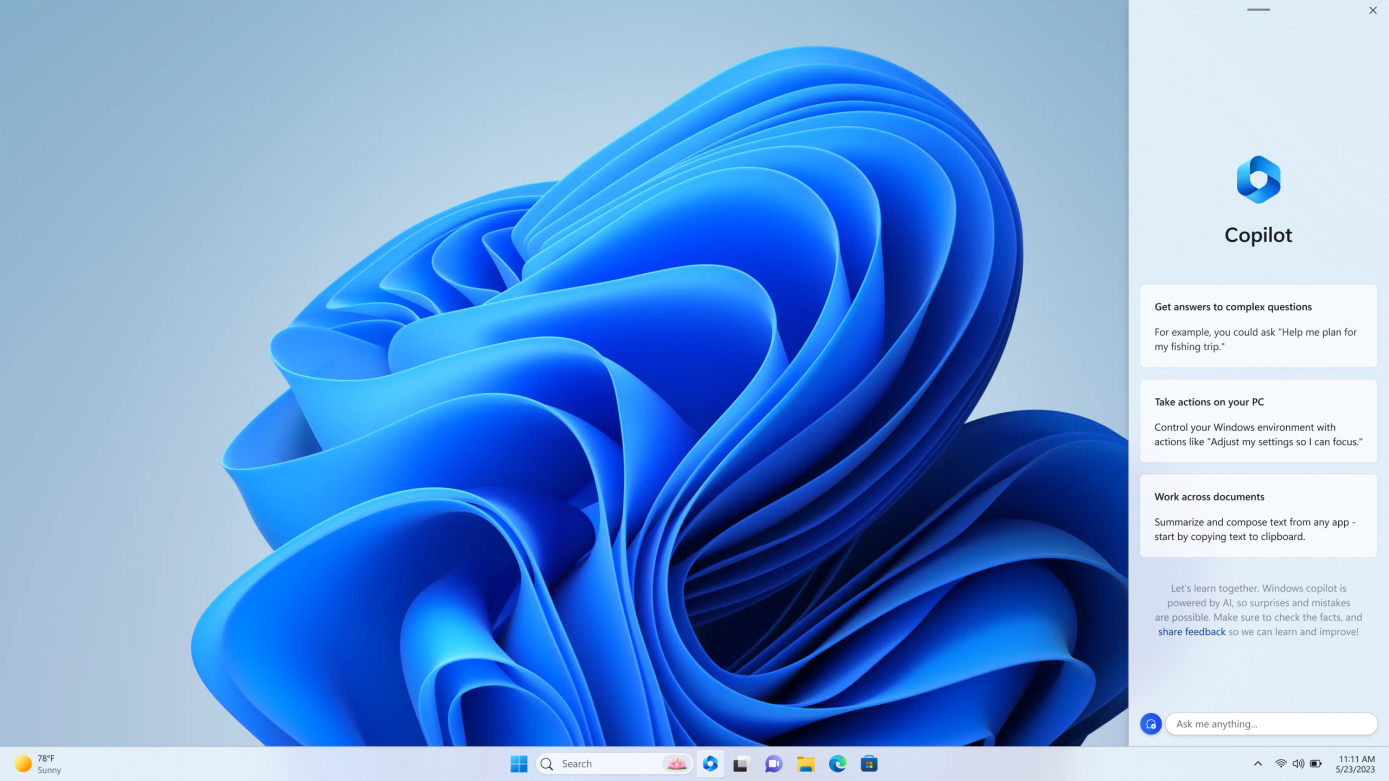 Copilot
Get answers to complex questions
For example, you could ask "Help me plan for
my fishing trip."
Take actions on your PC
Control your Windows environment with
actions like "Adjust my settings so I can focus."
Work across documents
Summarize and compose text from any app -
start by copying text to clipboard.
Let's learn together. Windows copilot is
powered by AI, so surprises and mistakes
are possible. Make sure to check the facts, and
share feedback so we can learn and improve!
Ask me anything...
78°F
Sunny
Search
11:11 AM
5/23/2023